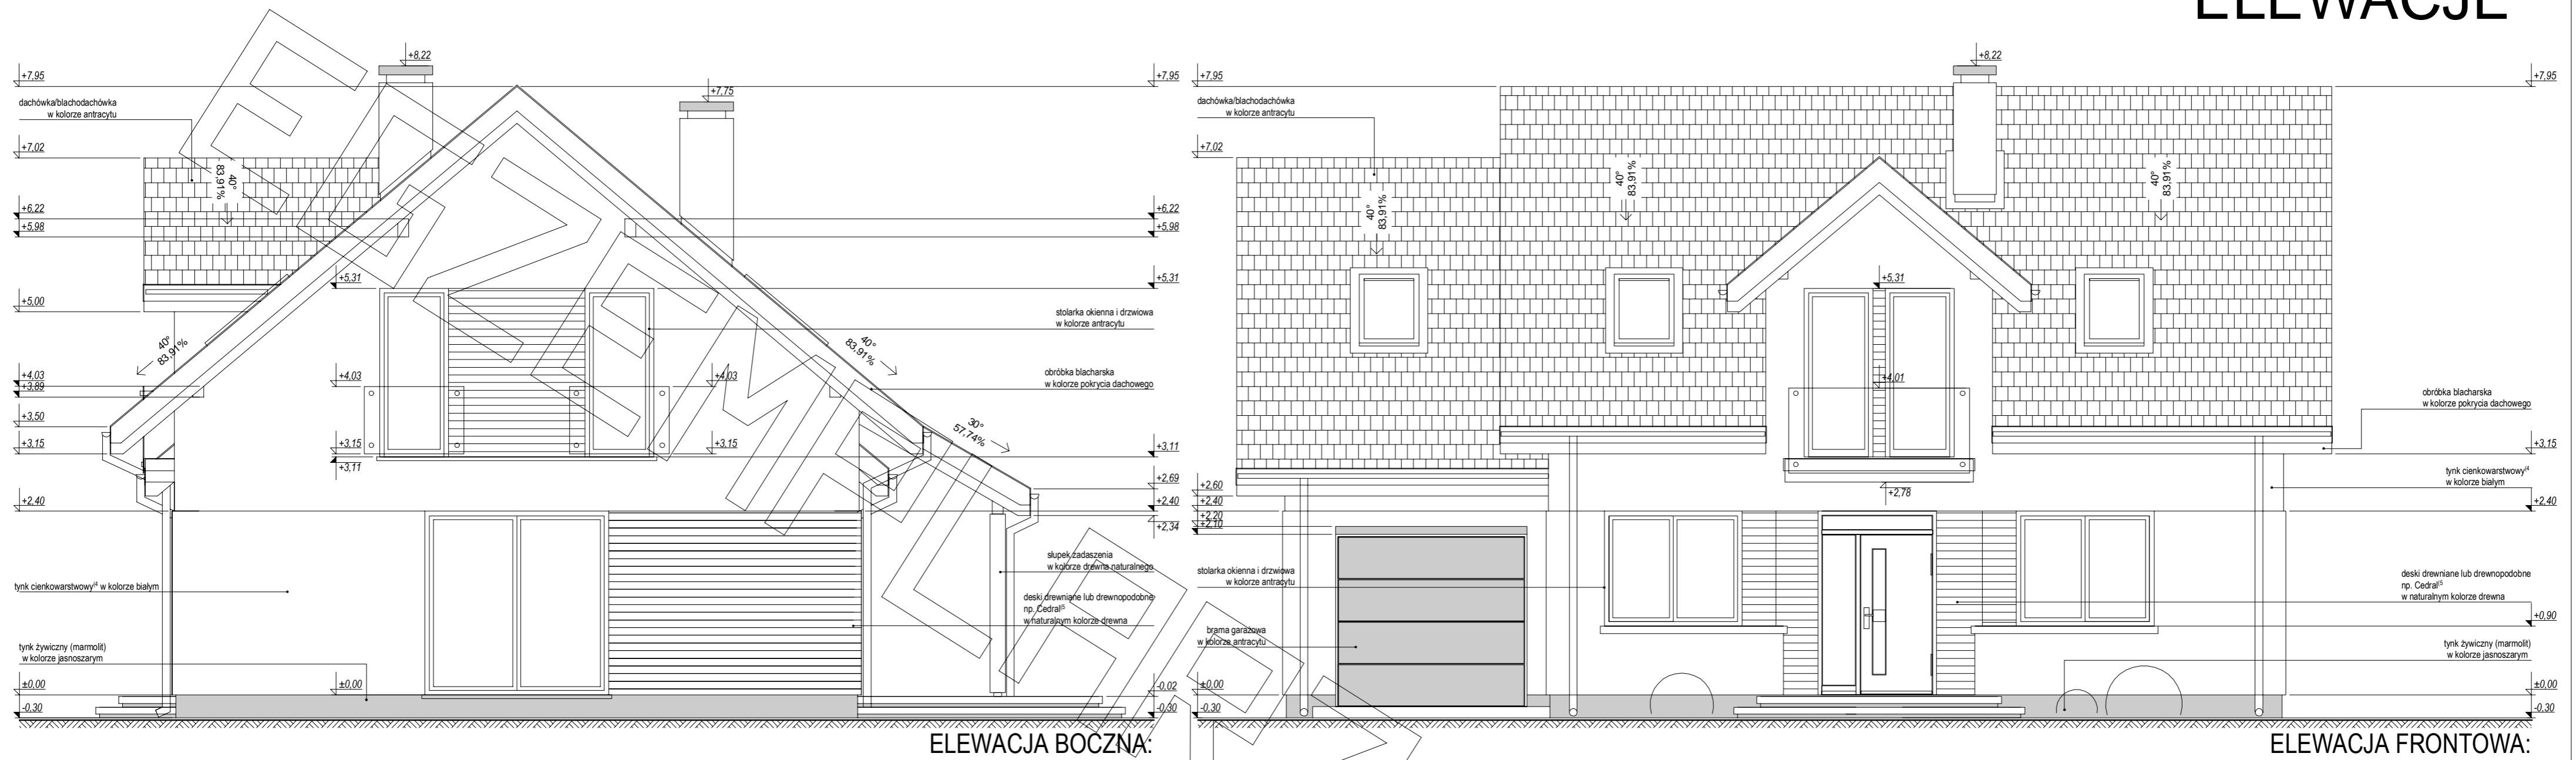 ELEWACJE
+7,95
dachówka/blachodachówka
w kolorze antracytu
+7,02
+6,22
+5,98
+5,00
+4,03
+3,89
+3,50
+3,15
+2,40
tynk cienkowarstwowy⁽⁴ w kolorze białym
tynk żywiczny (marmolit)
w kolorze jasnoszarym
±0,00
-0,30
+8,22
+7,75
40°
83,91%
40°
83,91%
+5,31
+4,03
+3,15
+3,11
±0,00
+4,03
+3,15
40°
83,91%
30°
57,74%
+7,95
+6,22
+5,98
+5,31
stolarka okienna i drzwiowa
w kolorze antracytu
obróbka blacharska
w kolorze pokrycia dachowego
+3,11
+2,69
+2,40
+2,34
słupek zadaszenia
w kolorze drewna naturalnego
deski drewniane lub drewnopodobne
np. Cedral⁽⁵
w naturalnym kolorze drewna
-0,02
-0,30
ELEWACJA BOCZNA:
+7,95
dachówka/blachodachówka
w kolorze antracytu
+7,02
+2,60
+2,40
+2,20
+2,10
stolarka okienna i drzwiowa
w kolorze antracytu
brama garażowa
w kolorze antracytu
±0,00
-0,30
40°
83,91%
40°
83,91%
+8,22
40°
83,91%
+5,31
+4,01
+2,78
+7,95
obróbka blacharska
w kolorze pokrycia dachowego
+3,15
tynk cienkowarstwowy⁽⁴
w kolorze białym
+2,40
deski drewniane lub drewnopodobne
np. Cedral⁽⁵
w naturalnym kolorze drewna
+0,90
tynk żywiczny (marmolit)
w kolorze jasnoszarym
±0,00
-0,30
ELEWACJA FRONTOWA: